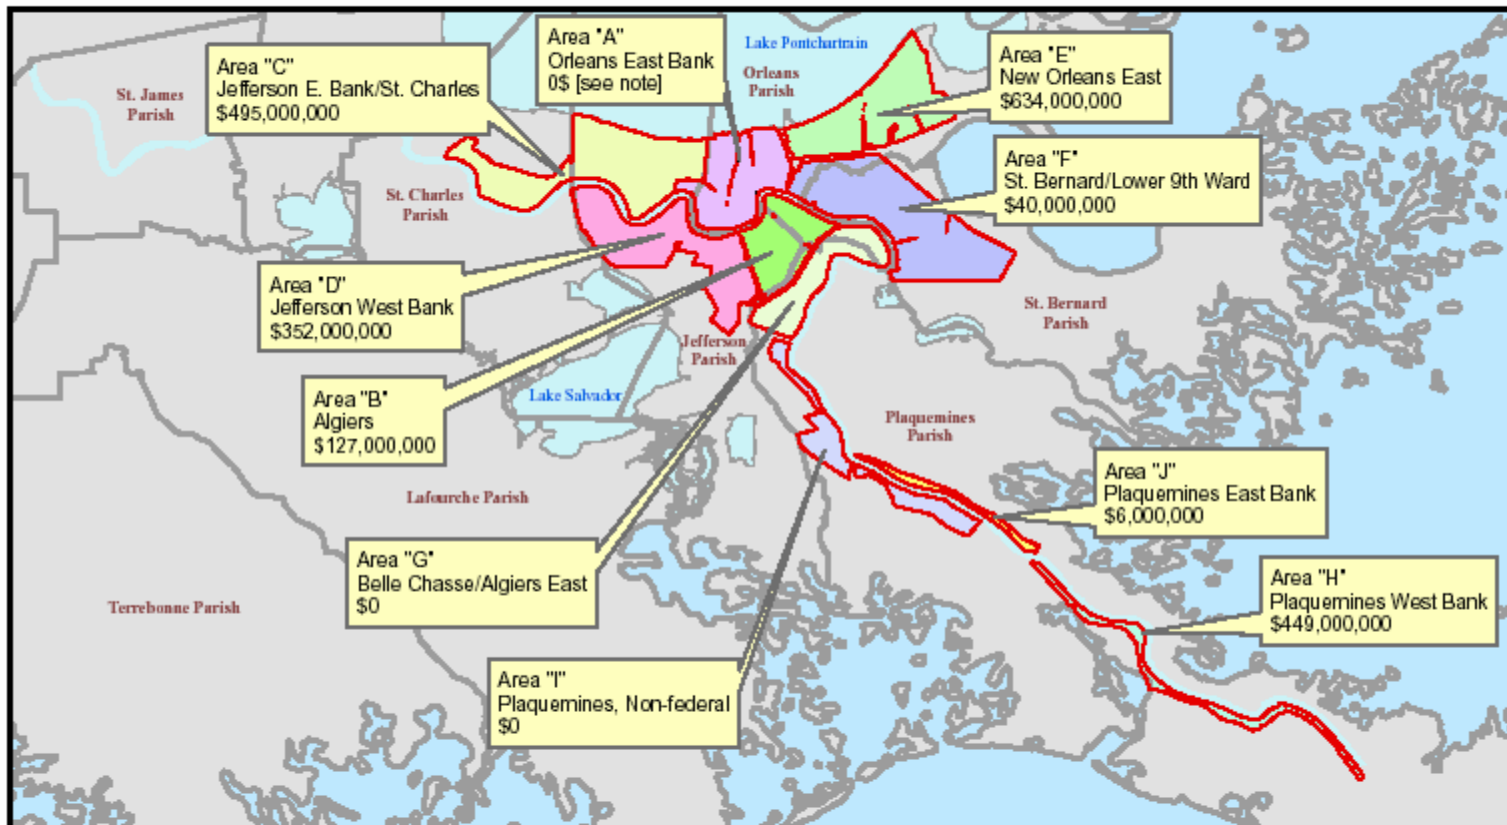 Area "C"
Jefferson E. Bank/St. Charles
$495,000,000
Area "A"
Orleans East Bank
0$ [see note]
Lake Pontchartrain
Orleans
Parish
Area "E"
New Orleans East
$634,000,000
St. James
Parish
Area "F"
St. Bernard/Lower 9th Ward
$40,000,000
St. Charles
Parish
Area "D"
Jefferson West Bank
$352,000,000
St. Bernard
Parish
Jefferson
Parish
Area "B"
Algiers
$127,000,000
Lake Salvador
Plaquemines
Parish
Area "J"
Plaquemines East Bank
$6,000,000
Lafourche Parish
Area "G"
Belle Chasse/Algiers East
$0
Area "H"
Plaquemines West Bank
$449,000,000
Terrebonne Parish
Area "I"
Plaquemines, Non-federal
$0